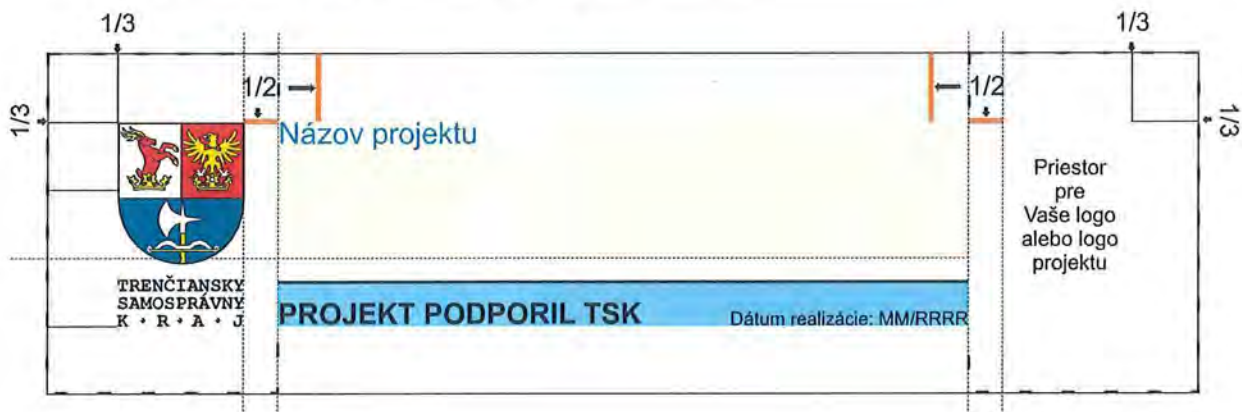 1/3
1/3
1/2
1/2
1/3
1/3
Názov projektu
Priestor
pre
Vaše logo
alebo logo
projektu
TRENČIANSKY
SAMOSPRÁVNY
K • R • A • J
PROJEKT PODPORIL TSK
Dátum realizácie: MM/RRRR